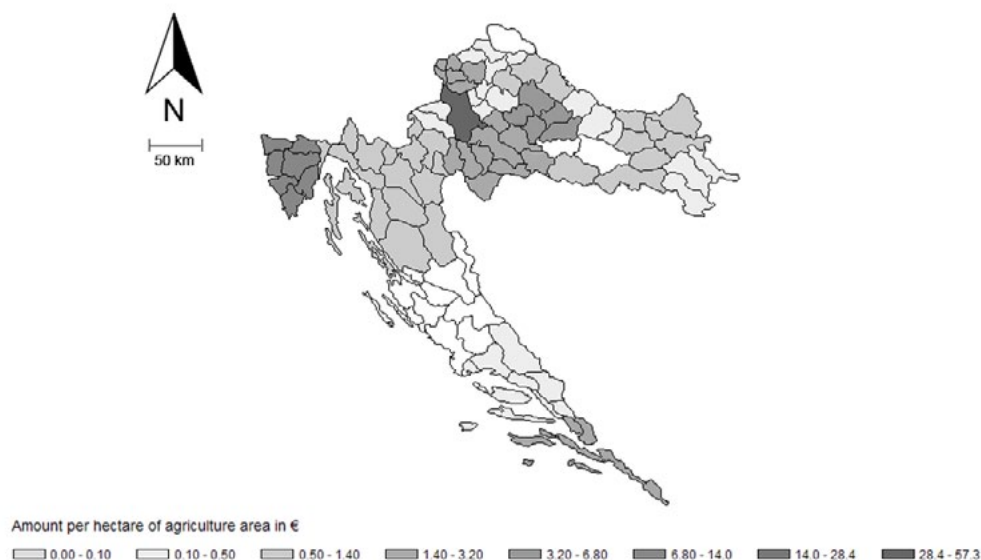 N
50 km
Amount per hectare of agriculture area in €
0.00 - 0.10 0.10 - 0.50 0.50 - 1.40 1.40 - 3.20 3.20 - 6.80 6.80 - 14.0 14.0 - 28.4 28.4 - 57.3